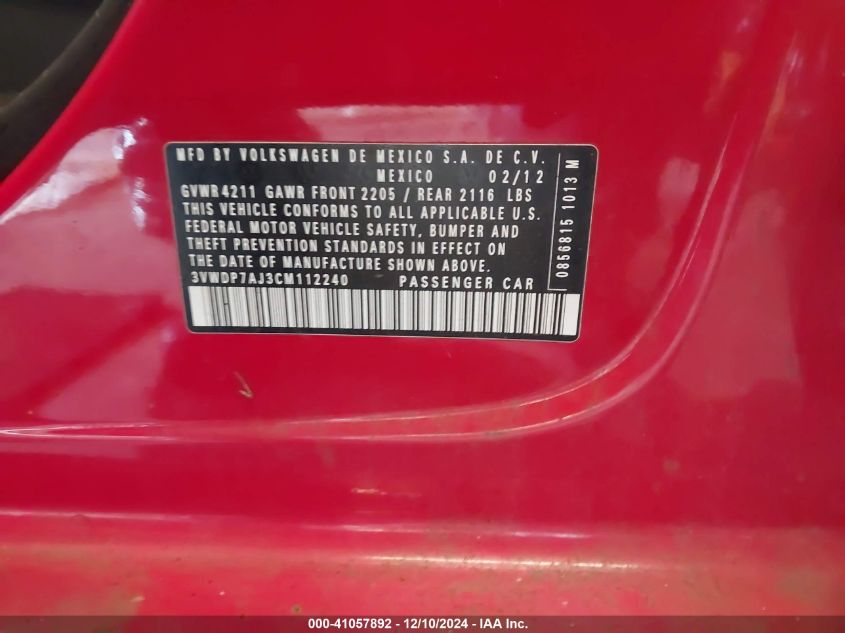 MFD BY VOLKSWAGEN DE MEXICO S.A. DE C.V.
MEXICO 02/12
GVWR 4211 GAWR FRONT 2205 / REAR 2116 LBS
THIS VEHICLE CONFORMS TO ALL APPLICABLE U.S.
FEDERAL MOTOR VEHICLE SAFETY, BUMPER AND
THEFT PREVENTION STANDARDS IN EFFECT ON
THE DATE OF MANUFACTURE SHOWN ABOVE.
3VWDP7AJ3CM112240 PASSENGER CAR
0856815 1013 M
000-41057892 - 12/10/2024 - IAA Inc.